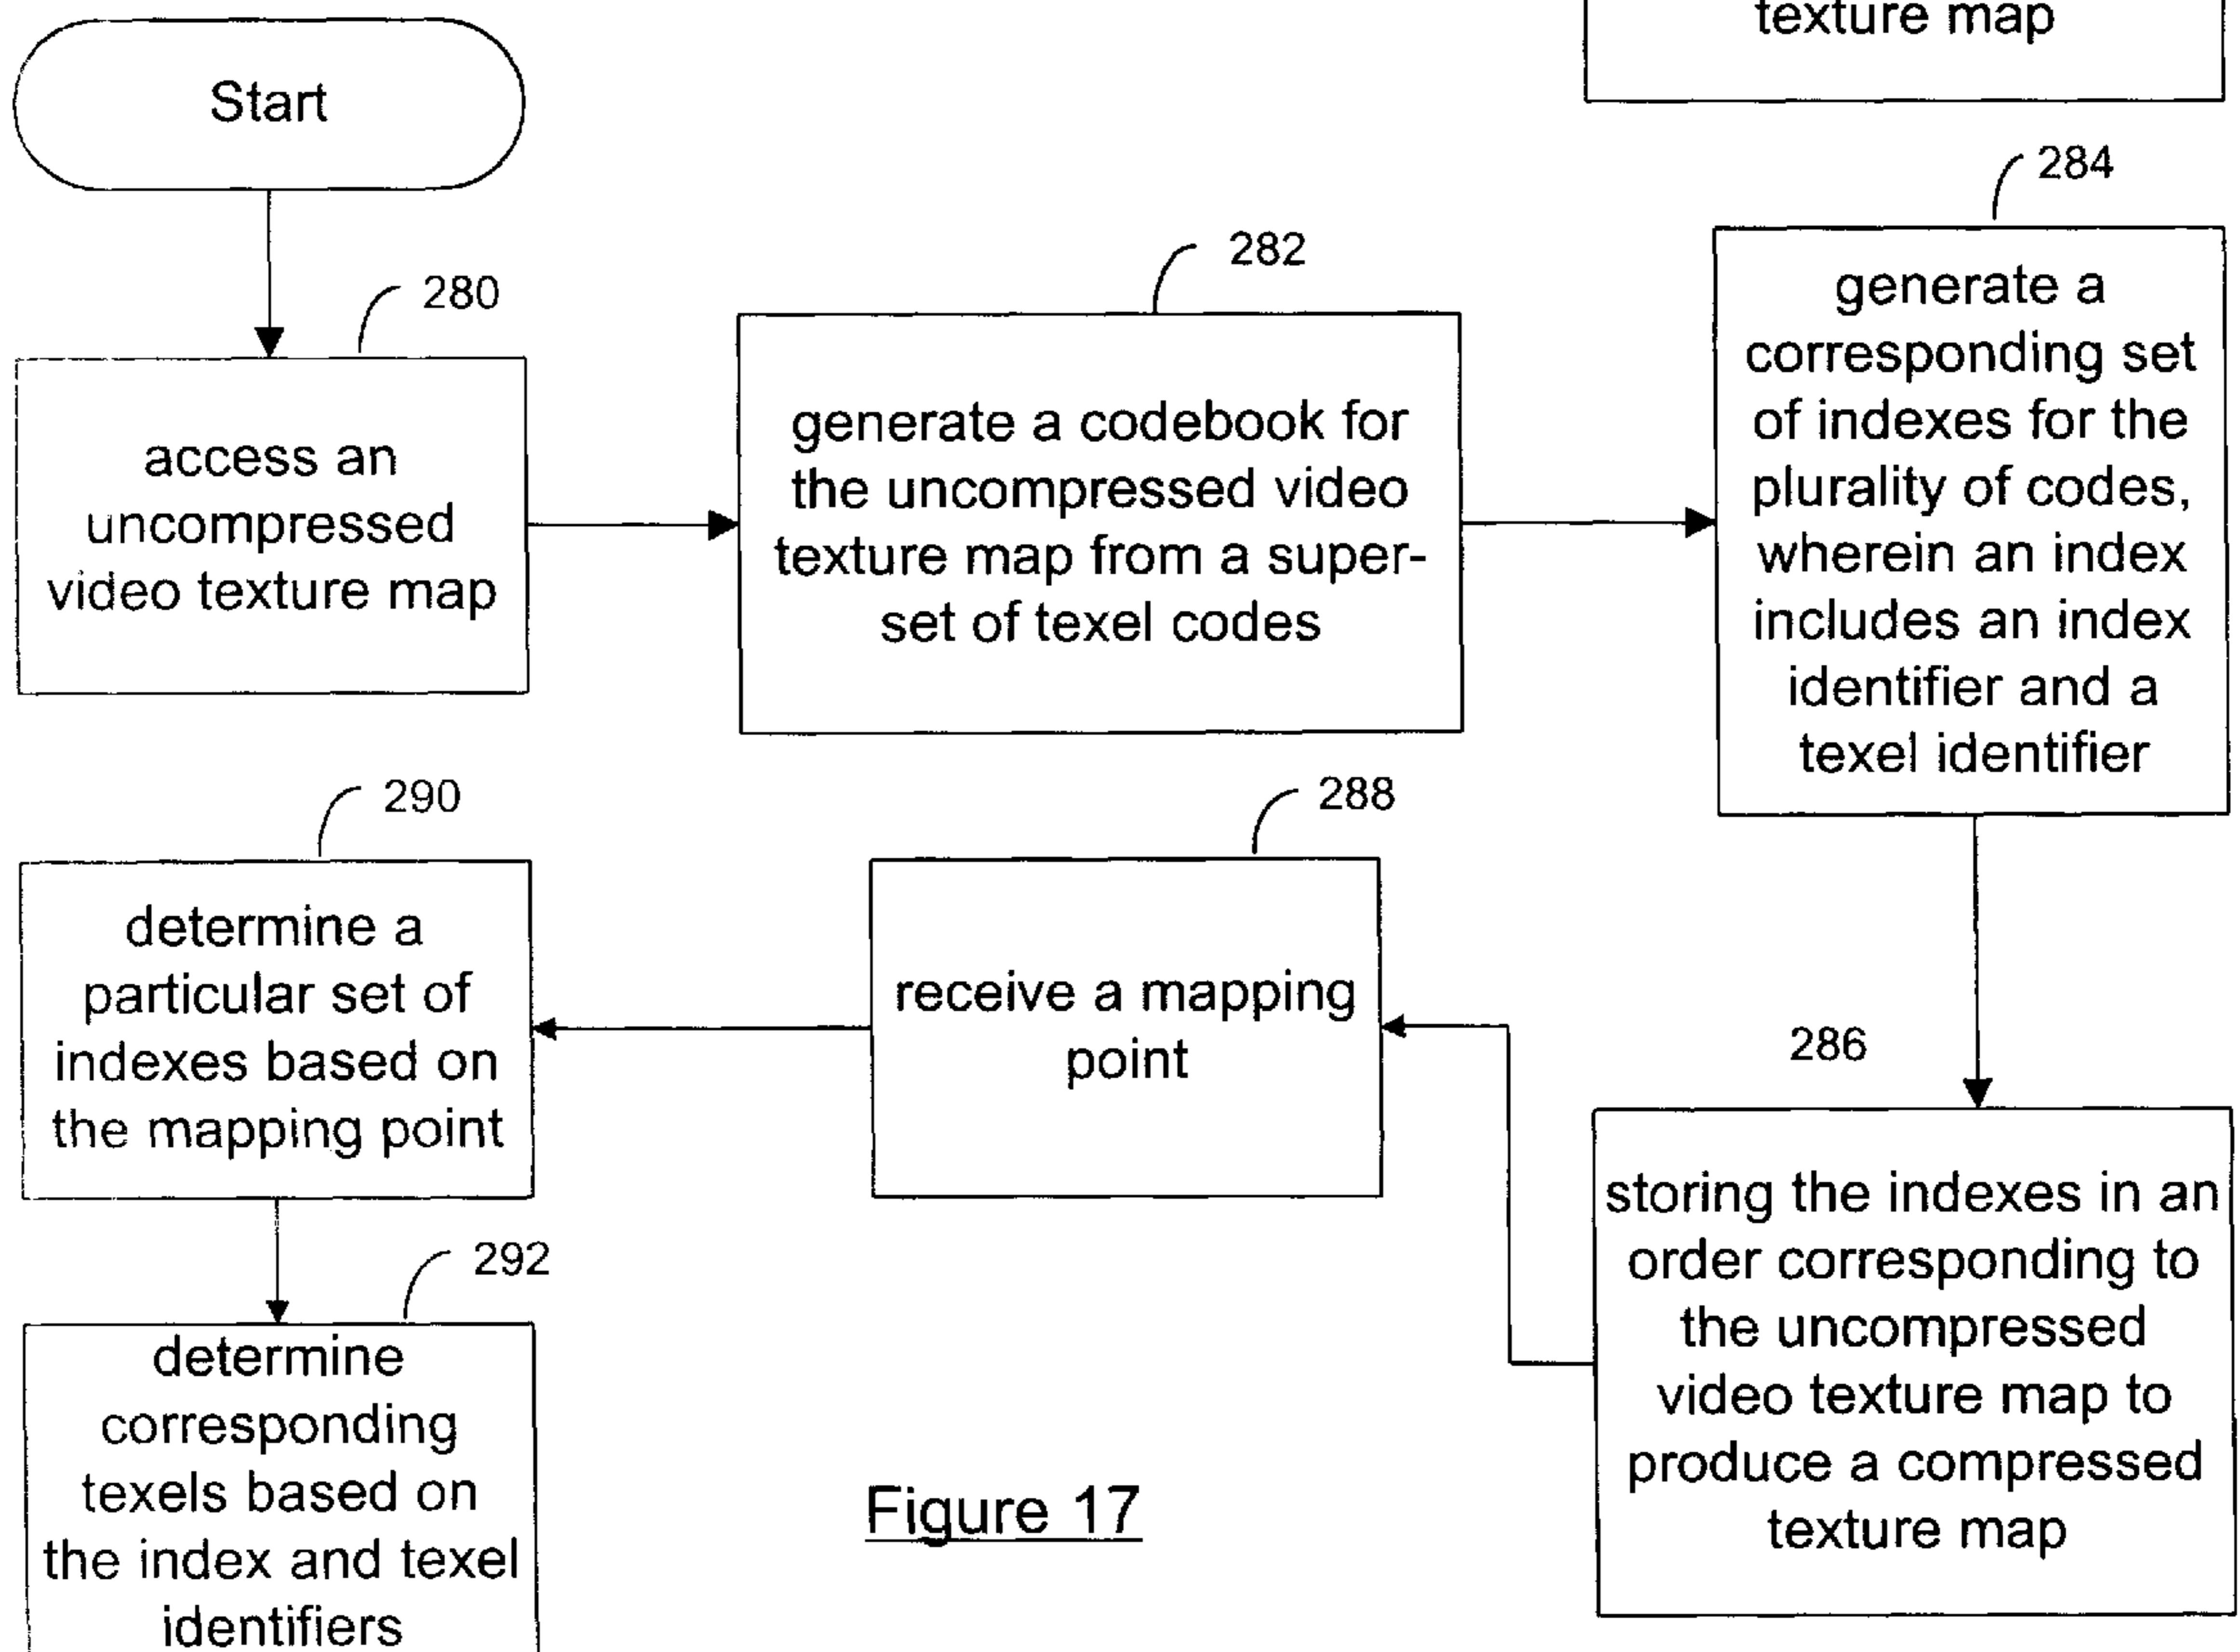 texture map
Start
280
access an
uncompressed
video texture map
282
generate a codebook for
the uncompressed video
texture map from a super-
set of texel codes
284
generate a
corresponding set
of indexes for the
plurality of codes,
wherein an index
includes an index
identifier and a
texel identifier
286
storing the indexes in an
order corresponding to
the uncompressed
video texture map to
produce a compressed
texture map
288
receive a mapping
point
290
determine a
particular set of
indexes based on
the mapping point
292
determine
corresponding
texels based on
the index and texel
identifiers
Figure 17